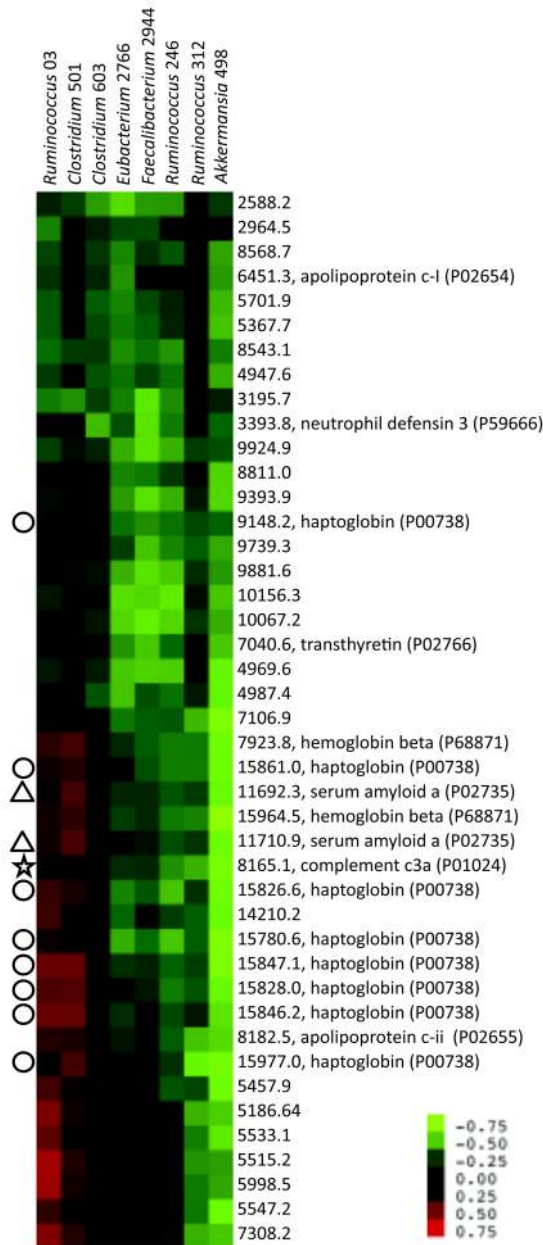 Ruminococcus 03
Clostridium 501
Clostridium 603
Eubacterium 2766
Faecalibacterium 2944
Ruminococcus 246
Ruminococcus 312
Akkermansia 498
2588.2
2964.5
8568.7
6451.3, apolipoprotein c-I (P02654)
5701.9
5367.7
8543.1
4947.6
3195.7
3393.8, neutrophil defensin 3 (P59666)
9924.9
8811.0
9393.9
9148.2, haptoglobin (P00738)
9739.3
9881.6
10156.3
10067.2
7040.6, transthyretin (P02766)
4969.6
4987.4
7106.9
7923.8, hemoglobin beta (P68871)
15861.0, haptoglobin (P00738)
11692.3, serum amyloid a (P02735)
15964.5, hemoglobin beta (P68871)
11710.9, serum amyloid a (P02735)
8165.1, complement c3a (P01024)
15826.6, haptoglobin (P00738)
14210.2
15780.6, haptoglobin (P00738)
15847.1, haptoglobin (P00738)
15828.0, haptoglobin (P00738)
15846.2, haptoglobin (P00738)
8182.5, apolipoprotein c-ii (P02655)
15977.0, haptoglobin (P00738)
5457.9
5186.64
5533.1
5515.2
5998.5
5547.2
7308.2
-0.75
-0.50
-0.25
0.00
0.25
0.50
0.75